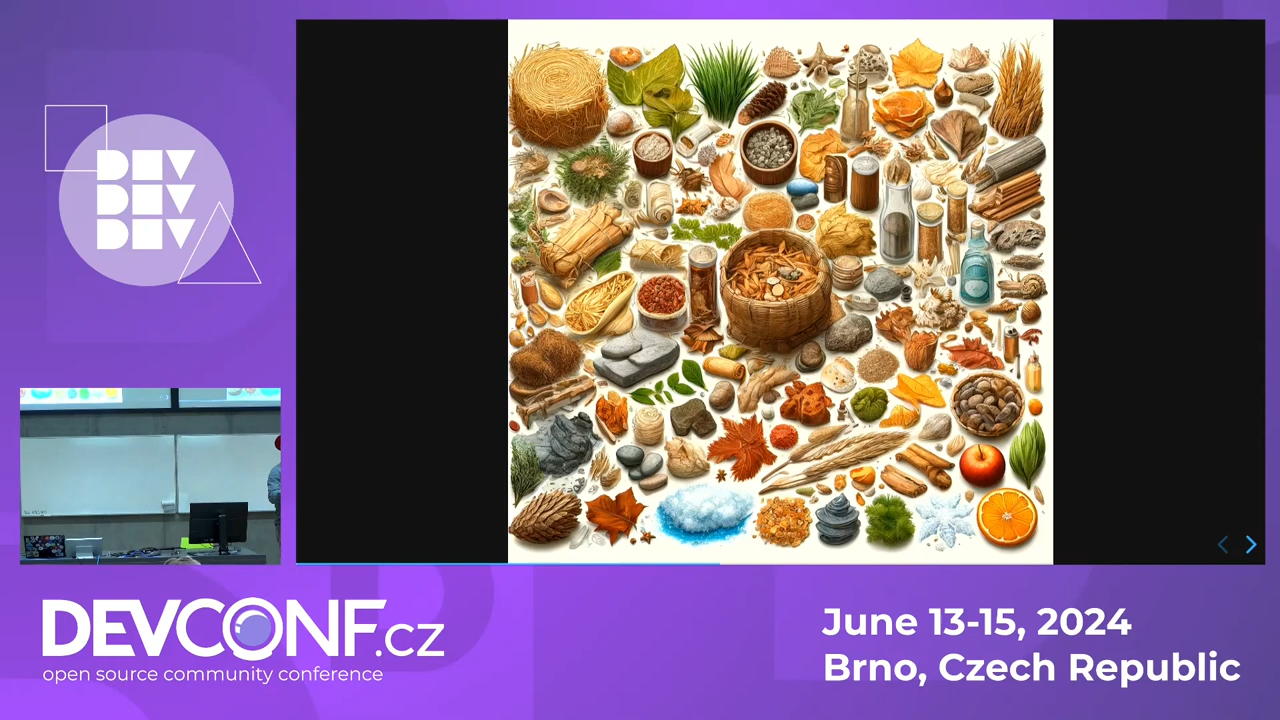 DEV
DEV
DEV
DEVCONF.cz
open source community conference
June 13-15, 2024
Brno, Czech Republic